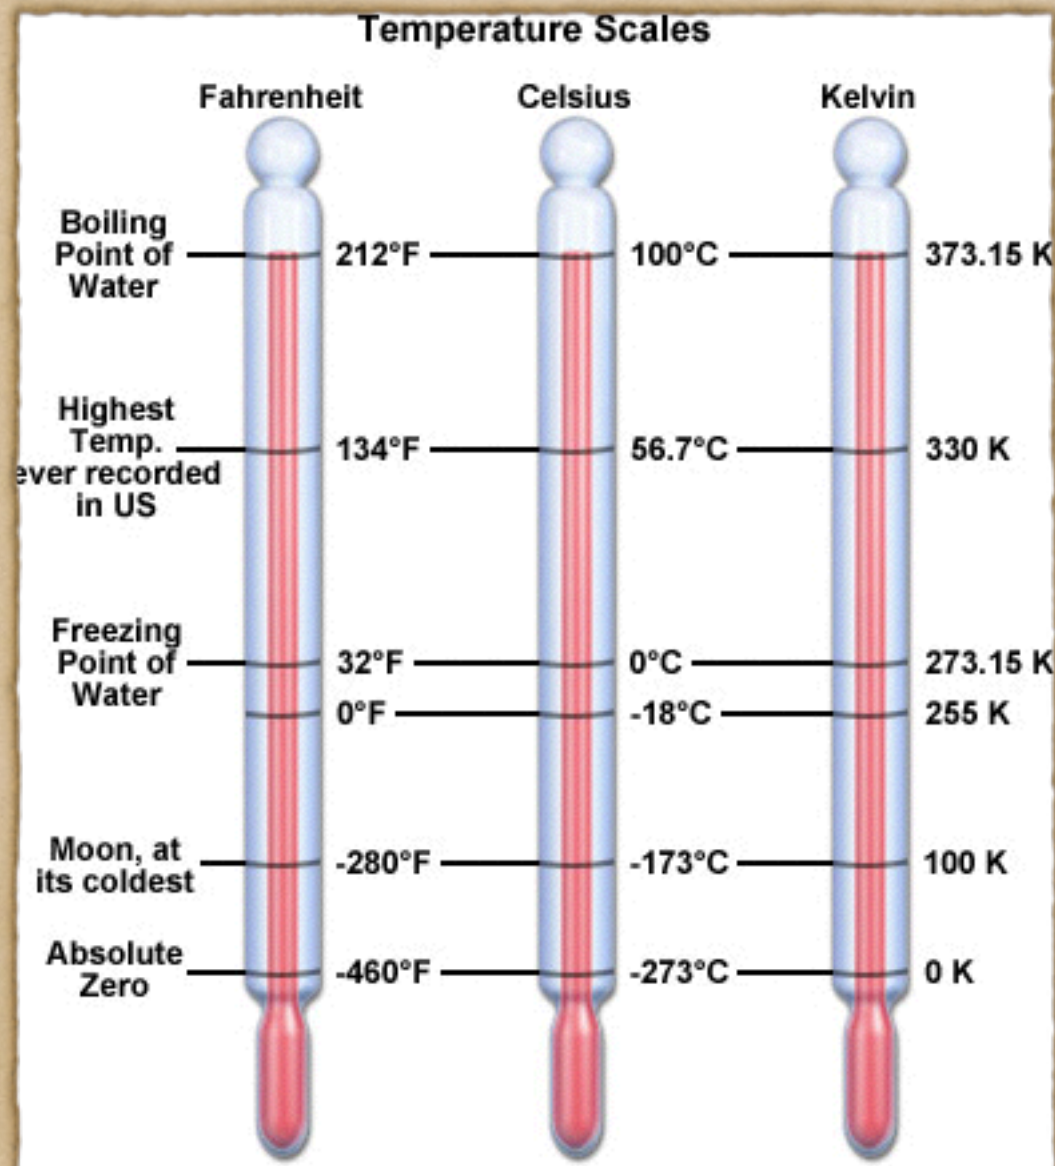 Temperature Scales
Fahrenheit Celsius Kelvin
Boiling
Point of
Water
212°F 100°C 373.15 K
Highest
Temp.
ever recorded
in US
134°F 56.7°C 330 K
Freezing
Point of
Water
32°F 0°C 273.15 K
0°F -18°C 255 K
Moon, at
its coldest
-280°F -173°C 100 K
Absolute
Zero
-460°F -273°C 0 K